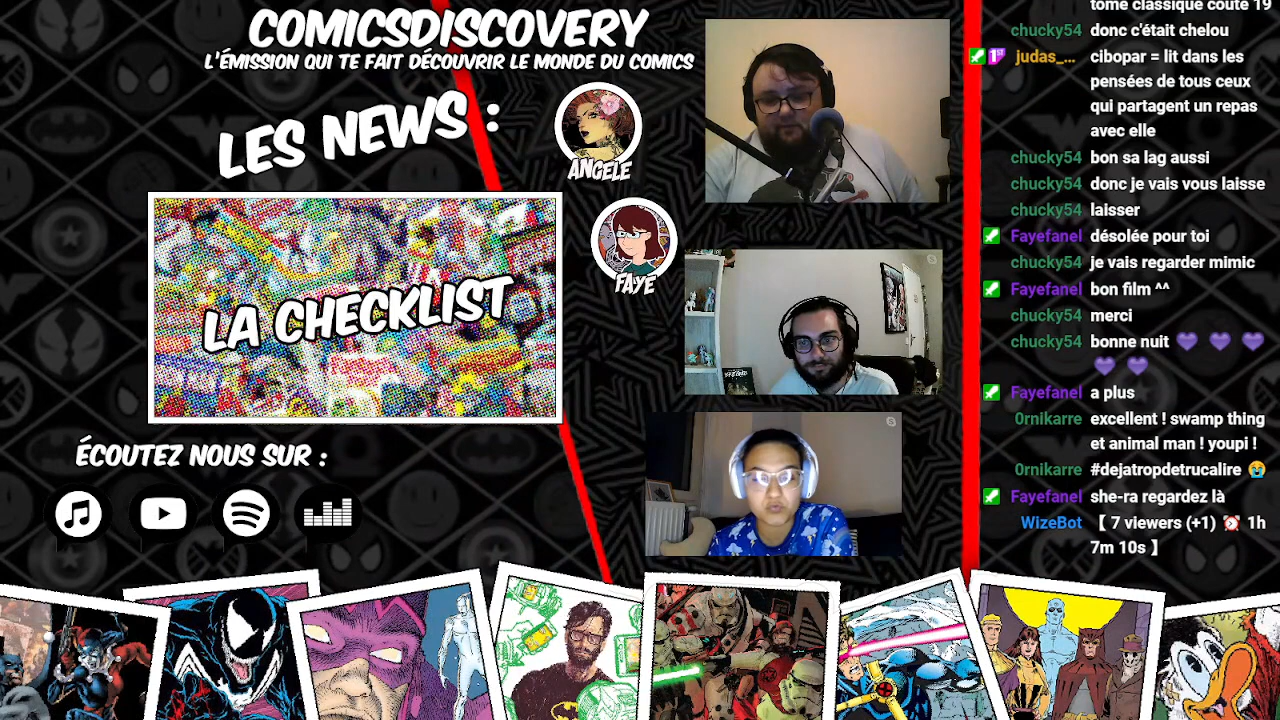 COMICSDISCOVERY
L'ÉMISSION QUI TE FAIT DÉCOUVRIR LE MONDE DU COMICS
LES NEWS :
ANGELE
FAYE
LA CHECKLIST
ÉCOUTEZ NOUS SUR :
tome classique coute 19
chucky54 donc c'était chelou
judas_... cibopar = lit dans les
pensées de tous ceux
qui partagent un repas
avec elle
chucky54 bon sa lag aussi
chucky54 donc je vais vous laisse
chucky54 laisser
Fayefanel désolée pour toi
chucky54 je vais regarder mimic
Fayefanel bon film ^^
chucky54 merci
chucky54 bonne nuit 💜 💜 💜
💜 💜
Fayefanel a plus
0rnikarre excellent ! swamp thing
et animal man ! youpi !
0rnikarre #dejatropdetrucalire 😭
Fayefanel she-ra regardez là
WizeBot 【 7 viewers (+1) ⏰ 1h
7m 10s 】